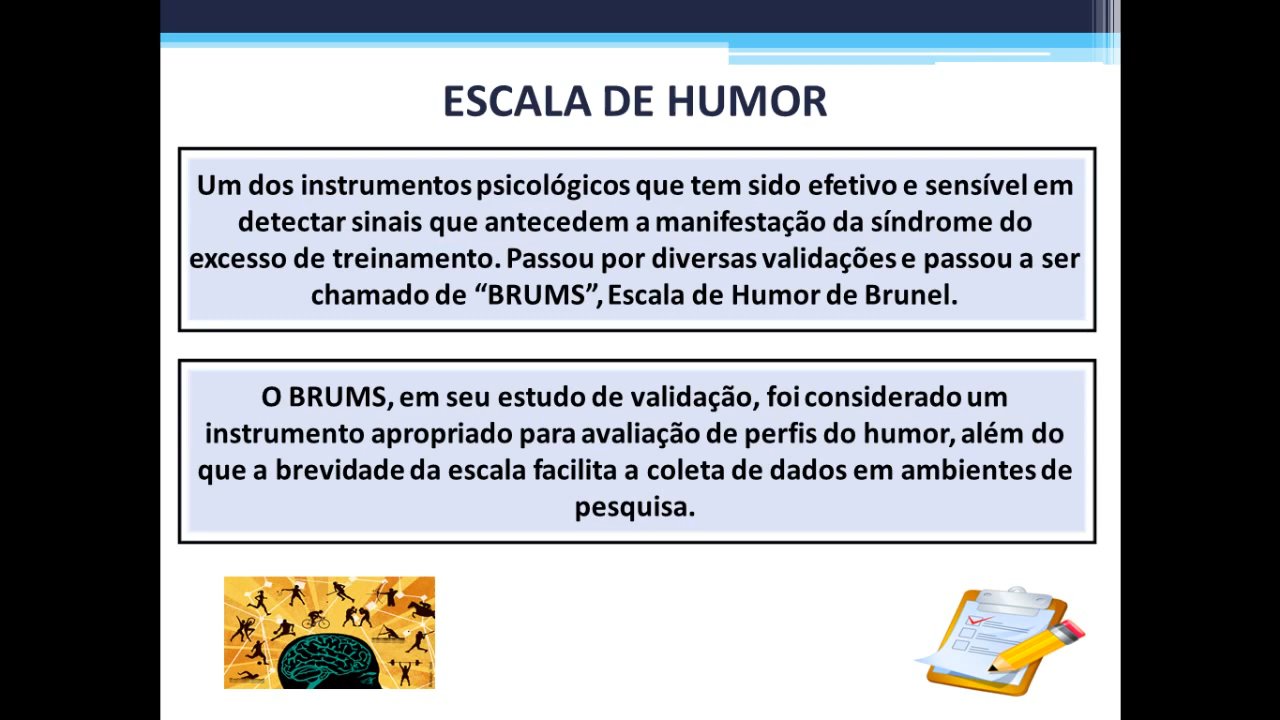 ESCALA DE HUMOR
Um dos instrumentos psicológicos que tem sido efetivo e sensível em
detectar sinais que antecedem a manifestação da síndrome do
excesso de treinamento. Passou por diversas validações e passou a ser
chamado de “BRUMS”, Escala de Humor de Brunel.
O BRUMS, em seu estudo de validação, foi considerado um
instrumento apropriado para avaliação de perfis do humor, além do
que a brevidade da escala facilita a coleta de dados em ambientes de
pesquisa.